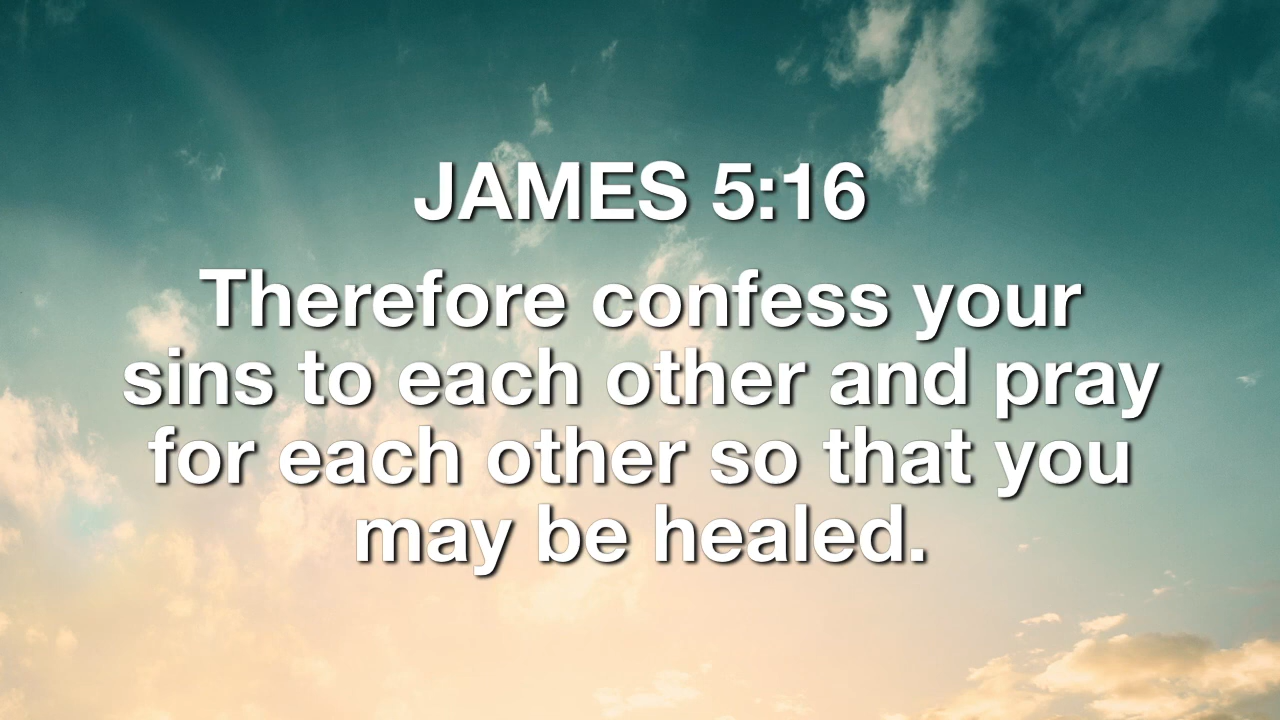 JAMES 5:16
Therefore confess your
sins to each other and pray
for each other so that you
may be healed.